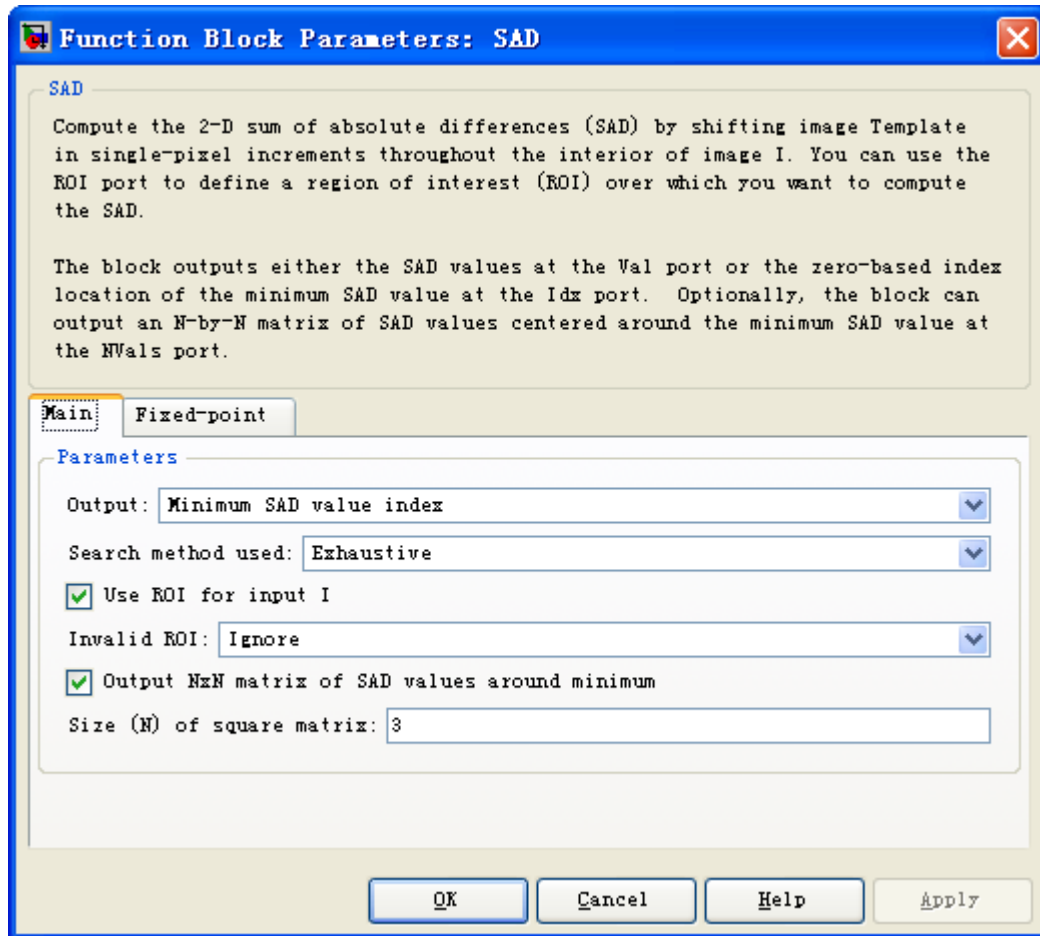 Function Block Parameters: SAD
SAD
Compute the 2-D sum of absolute differences (SAD) by shifting image Template
in single-pixel increments throughout the interior of image I. You can use the
ROI port to define a region of interest (ROI) over which you want to compute
the SAD.
The block outputs either the SAD values at the Val port or the zero-based index
location of the minimum SAD value at the Idx port.  Optionally, the block can
output an N-by-N matrix of SAD values centered around the minimum SAD value at
the NVals port.
Main Fixed-point
Parameters
Output: Minimum SAD value index
Search method used: Exhaustive
Use ROI for input I
Invalid ROI: Ignore
Output NxN matrix of SAD values around minimum
Size (N) of square matrix: 3
OK Cancel Help Apply